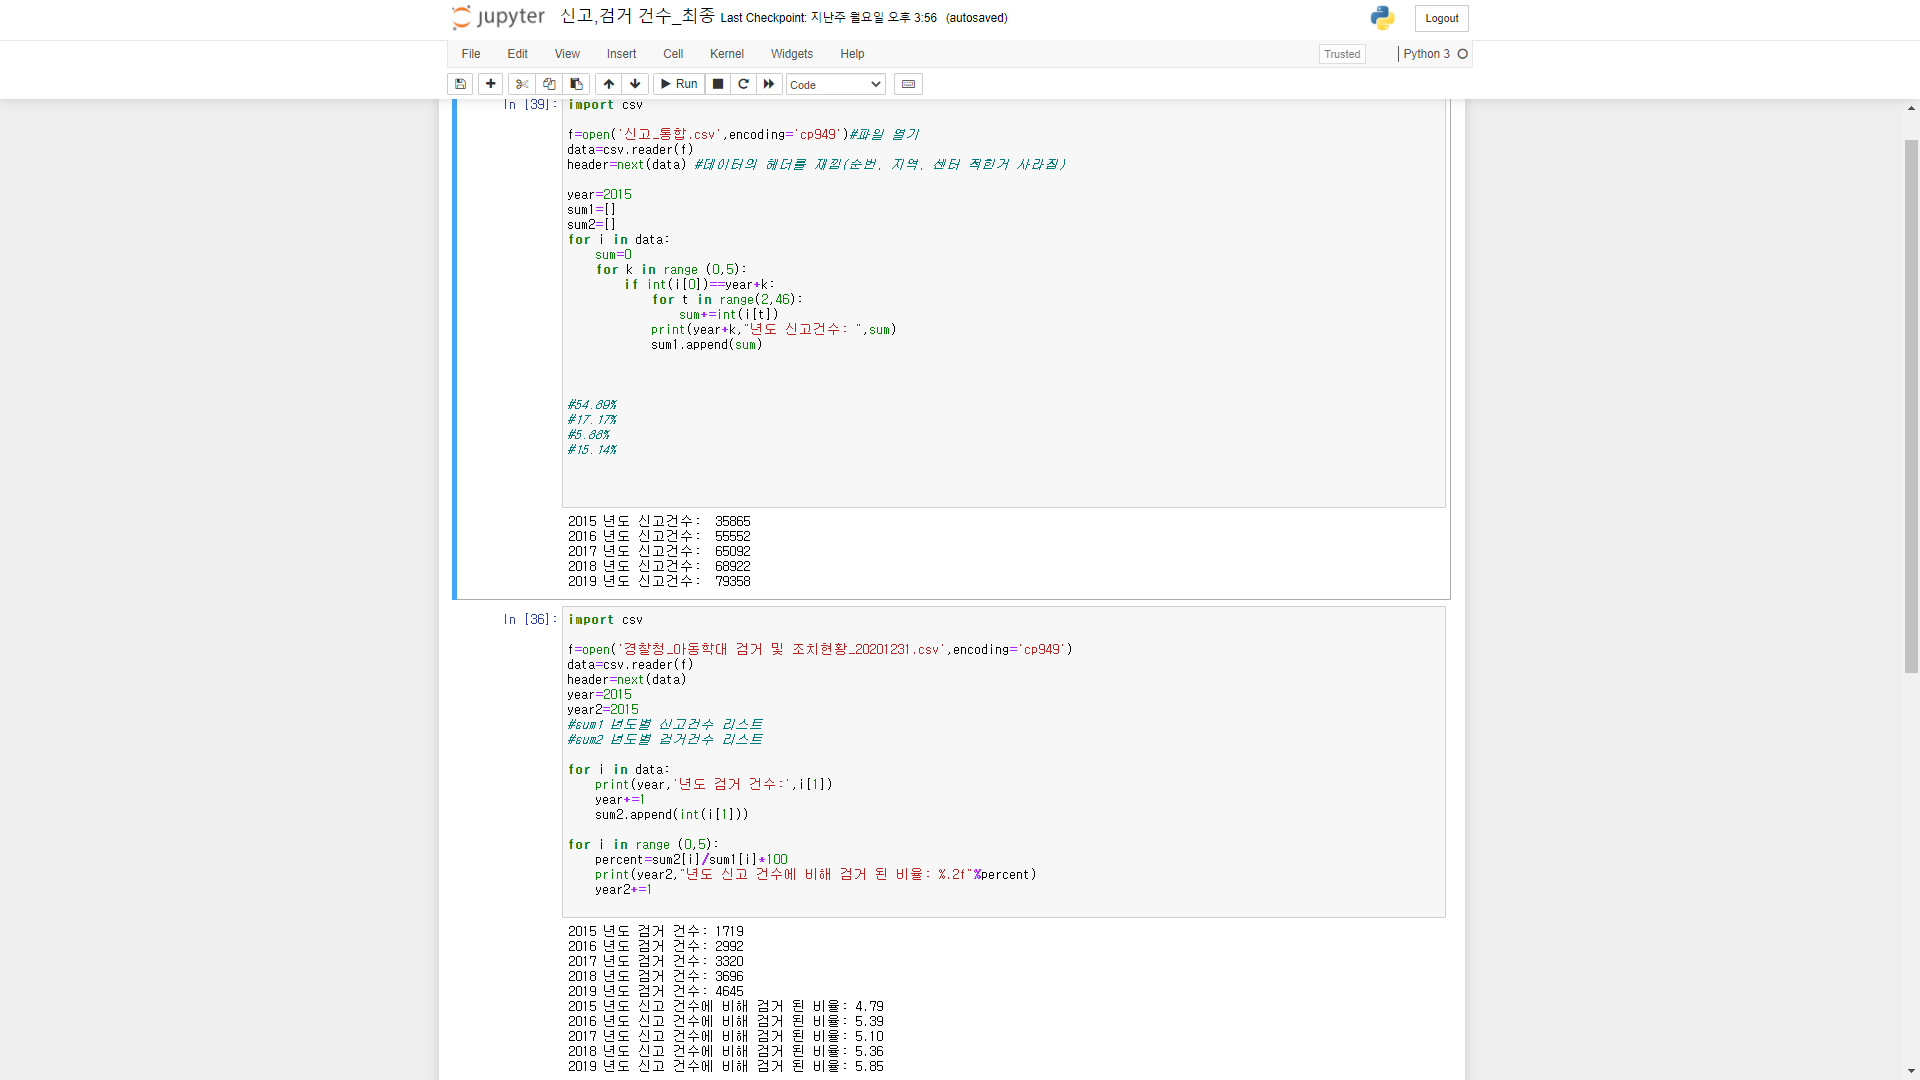 jupyter 신고,검거 건수_최종 Last Checkpoint: 지난주 월요일 오후 3:56 (autosaved)
Logout
File Edit View Insert Cell Kernel Widgets Help
Trusted
Python 3
Run
Code
In [39]:
import csv
f=open('신고_통합.csv',encoding='cp949')#파일 열기
data=csv.reader(f)
header=next(data) #데이터의 헤더를 재낌(순번, 지역, 센터 적힌거 사라짐)
year=2015
sum1=[]
sum2=[]
for i in data:
    sum=0
    for k in range (0,5):
        if int(i[0])==year+k:
            for t in range(2,46):
                sum+=int(i[t])
            print(year+k,"년도 신고건수: ",sum)
            sum1.append(sum)
#54.89%
#17.17%
#5.88%
#15.14%
2015 년도 신고건수:  35865
2016 년도 신고건수:  55552
2017 년도 신고건수:  65092
2018 년도 신고건수:  68922
2019 년도 신고건수:  79358
In [36]:
import csv
f=open('경찰청_아동학대 검거 및 조치현황_20201231.csv',encoding='cp949')
data=csv.reader(f)
header=next(data)
year=2015
year2=2015
#sum1 년도별 신고건수 리스트
#sum2 년도별 검거건수 리스트
for i in data:
    print(year,'년도 검거 건수:',i[1])
    year+=1
    sum2.append(int(i[1]))
for i in range (0,5):
    percent=sum2[i]/sum1[i]*100
    print(year2,"년도 신고 건수에 비해 검거 된 비율: %.2f"%percent)
    year2+=1
2015 년도 검거 건수: 1719
2016 년도 검거 건수: 2992
2017 년도 검거 건수: 3320
2018 년도 검거 건수: 3696
2019 년도 검거 건수: 4645
2015 년도 신고 건수에 비해 검거 된 비율: 4.79
2016 년도 신고 건수에 비해 검거 된 비율: 5.39
2017 년도 신고 건수에 비해 검거 된 비율: 5.10
2018 년도 신고 건수에 비해 검거 된 비율: 5.36
2019 년도 신고 건수에 비해 검거 된 비율: 5.85